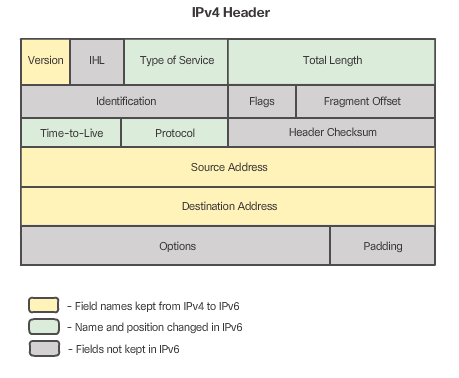 IPv4 Header
Version IHL Type of Service Total Length
Identification Flags Fragment Offset
Time-to-Live Protocol Header Checksum
Source Address
Destination Address
Options Padding
- Field names kept from IPv4 to IPv6
- Name and position changed in IPv6
- Fields not kept in IPv6